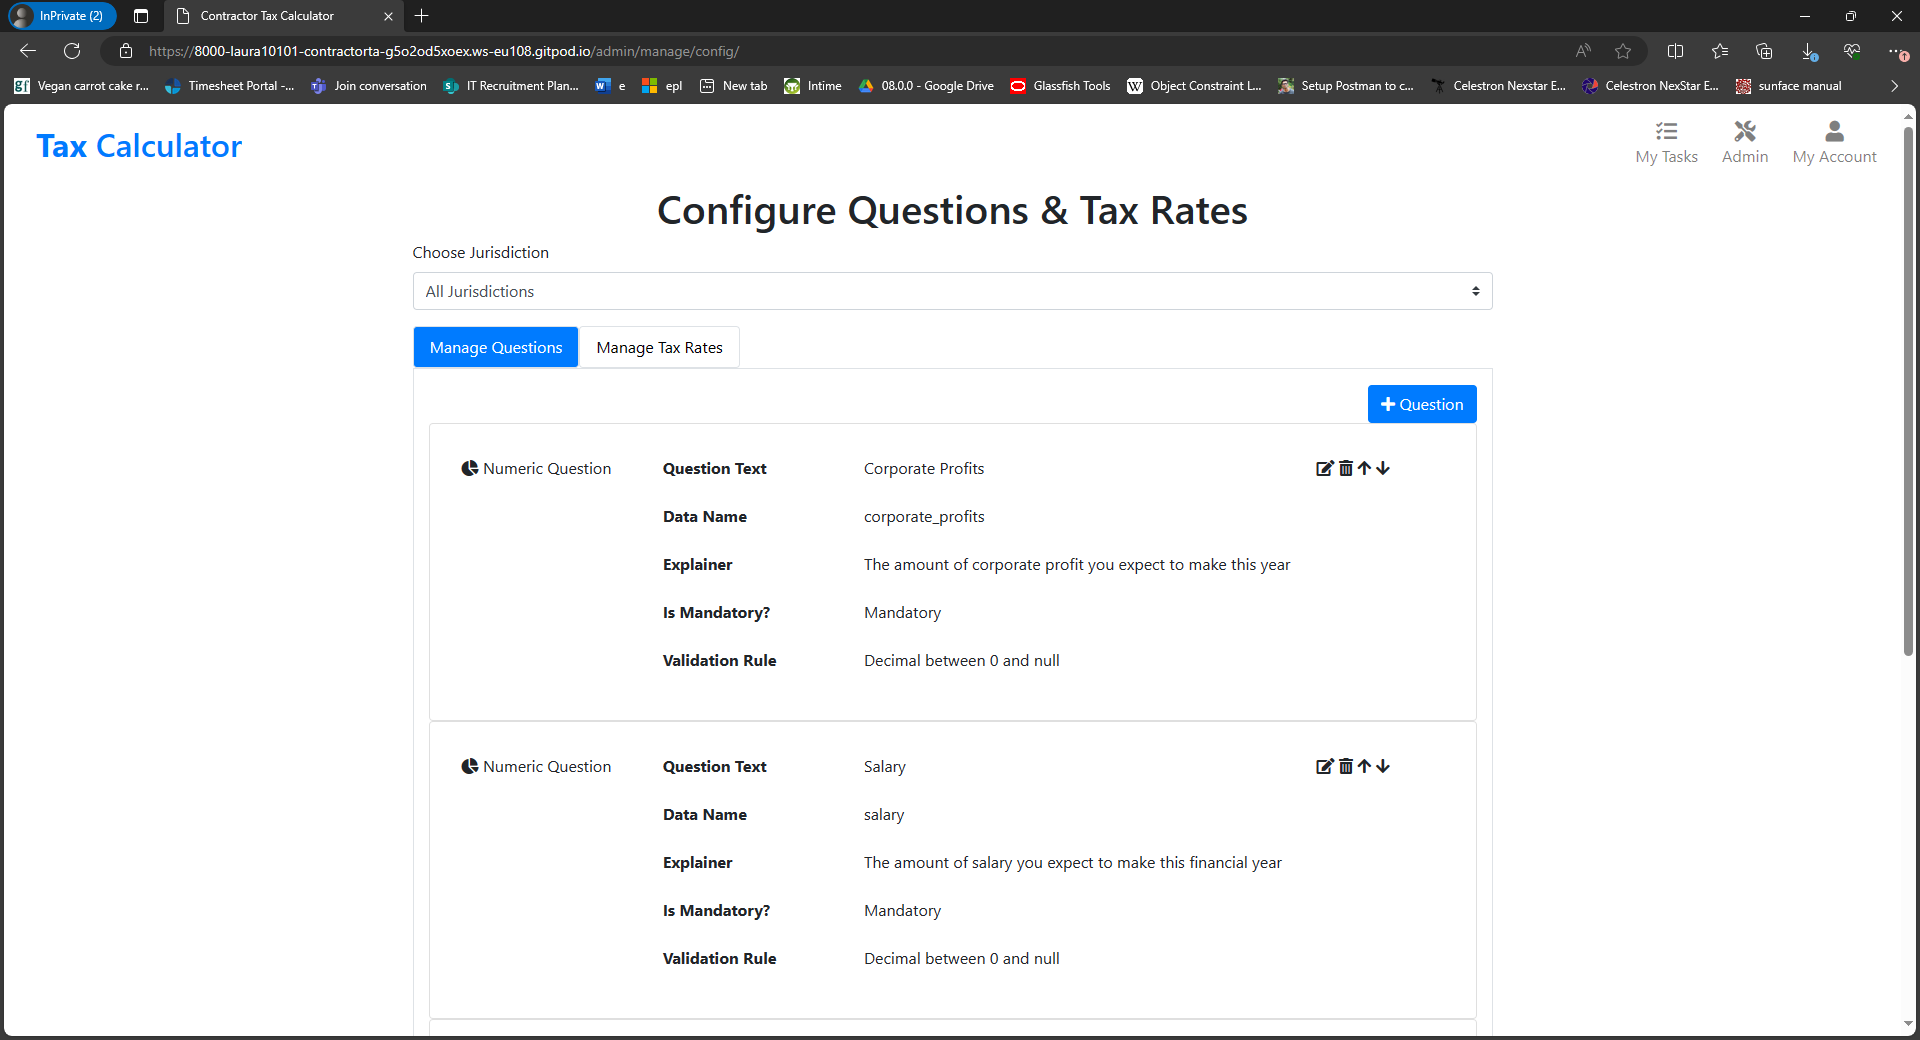 InPrivate (2)
Contractor Tax Calculator
https://8000-laura10101-contractorta-g5o2od5xoex.ws-eu108.gitpod.io/admin/manage/config/
Vegan carrot cake r... Timesheet Portal -... Join conversation IT Recruitment Plan... e epl New tab Intime 08.0.0 - Google Drive Glassfish Tools Object Constraint L... Setup Postman to c... Celestron Nexstar E... Celestron NexStar E... sunface manual
Tax Calculator
My Tasks Admin My Account
Configure Questions & Tax Rates
Choose Jurisdiction
All Jurisdictions
Manage Questions Manage Tax Rates
Question
Numeric Question Question Text Corporate Profits
Data Name corporate_profits
Explainer The amount of corporate profit you expect to make this year
Is Mandatory? Mandatory
Validation Rule Decimal between 0 and null
Numeric Question Question Text Salary
Data Name salary
Explainer The amount of salary you expect to make this financial year
Is Mandatory? Mandatory
Validation Rule Decimal between 0 and null